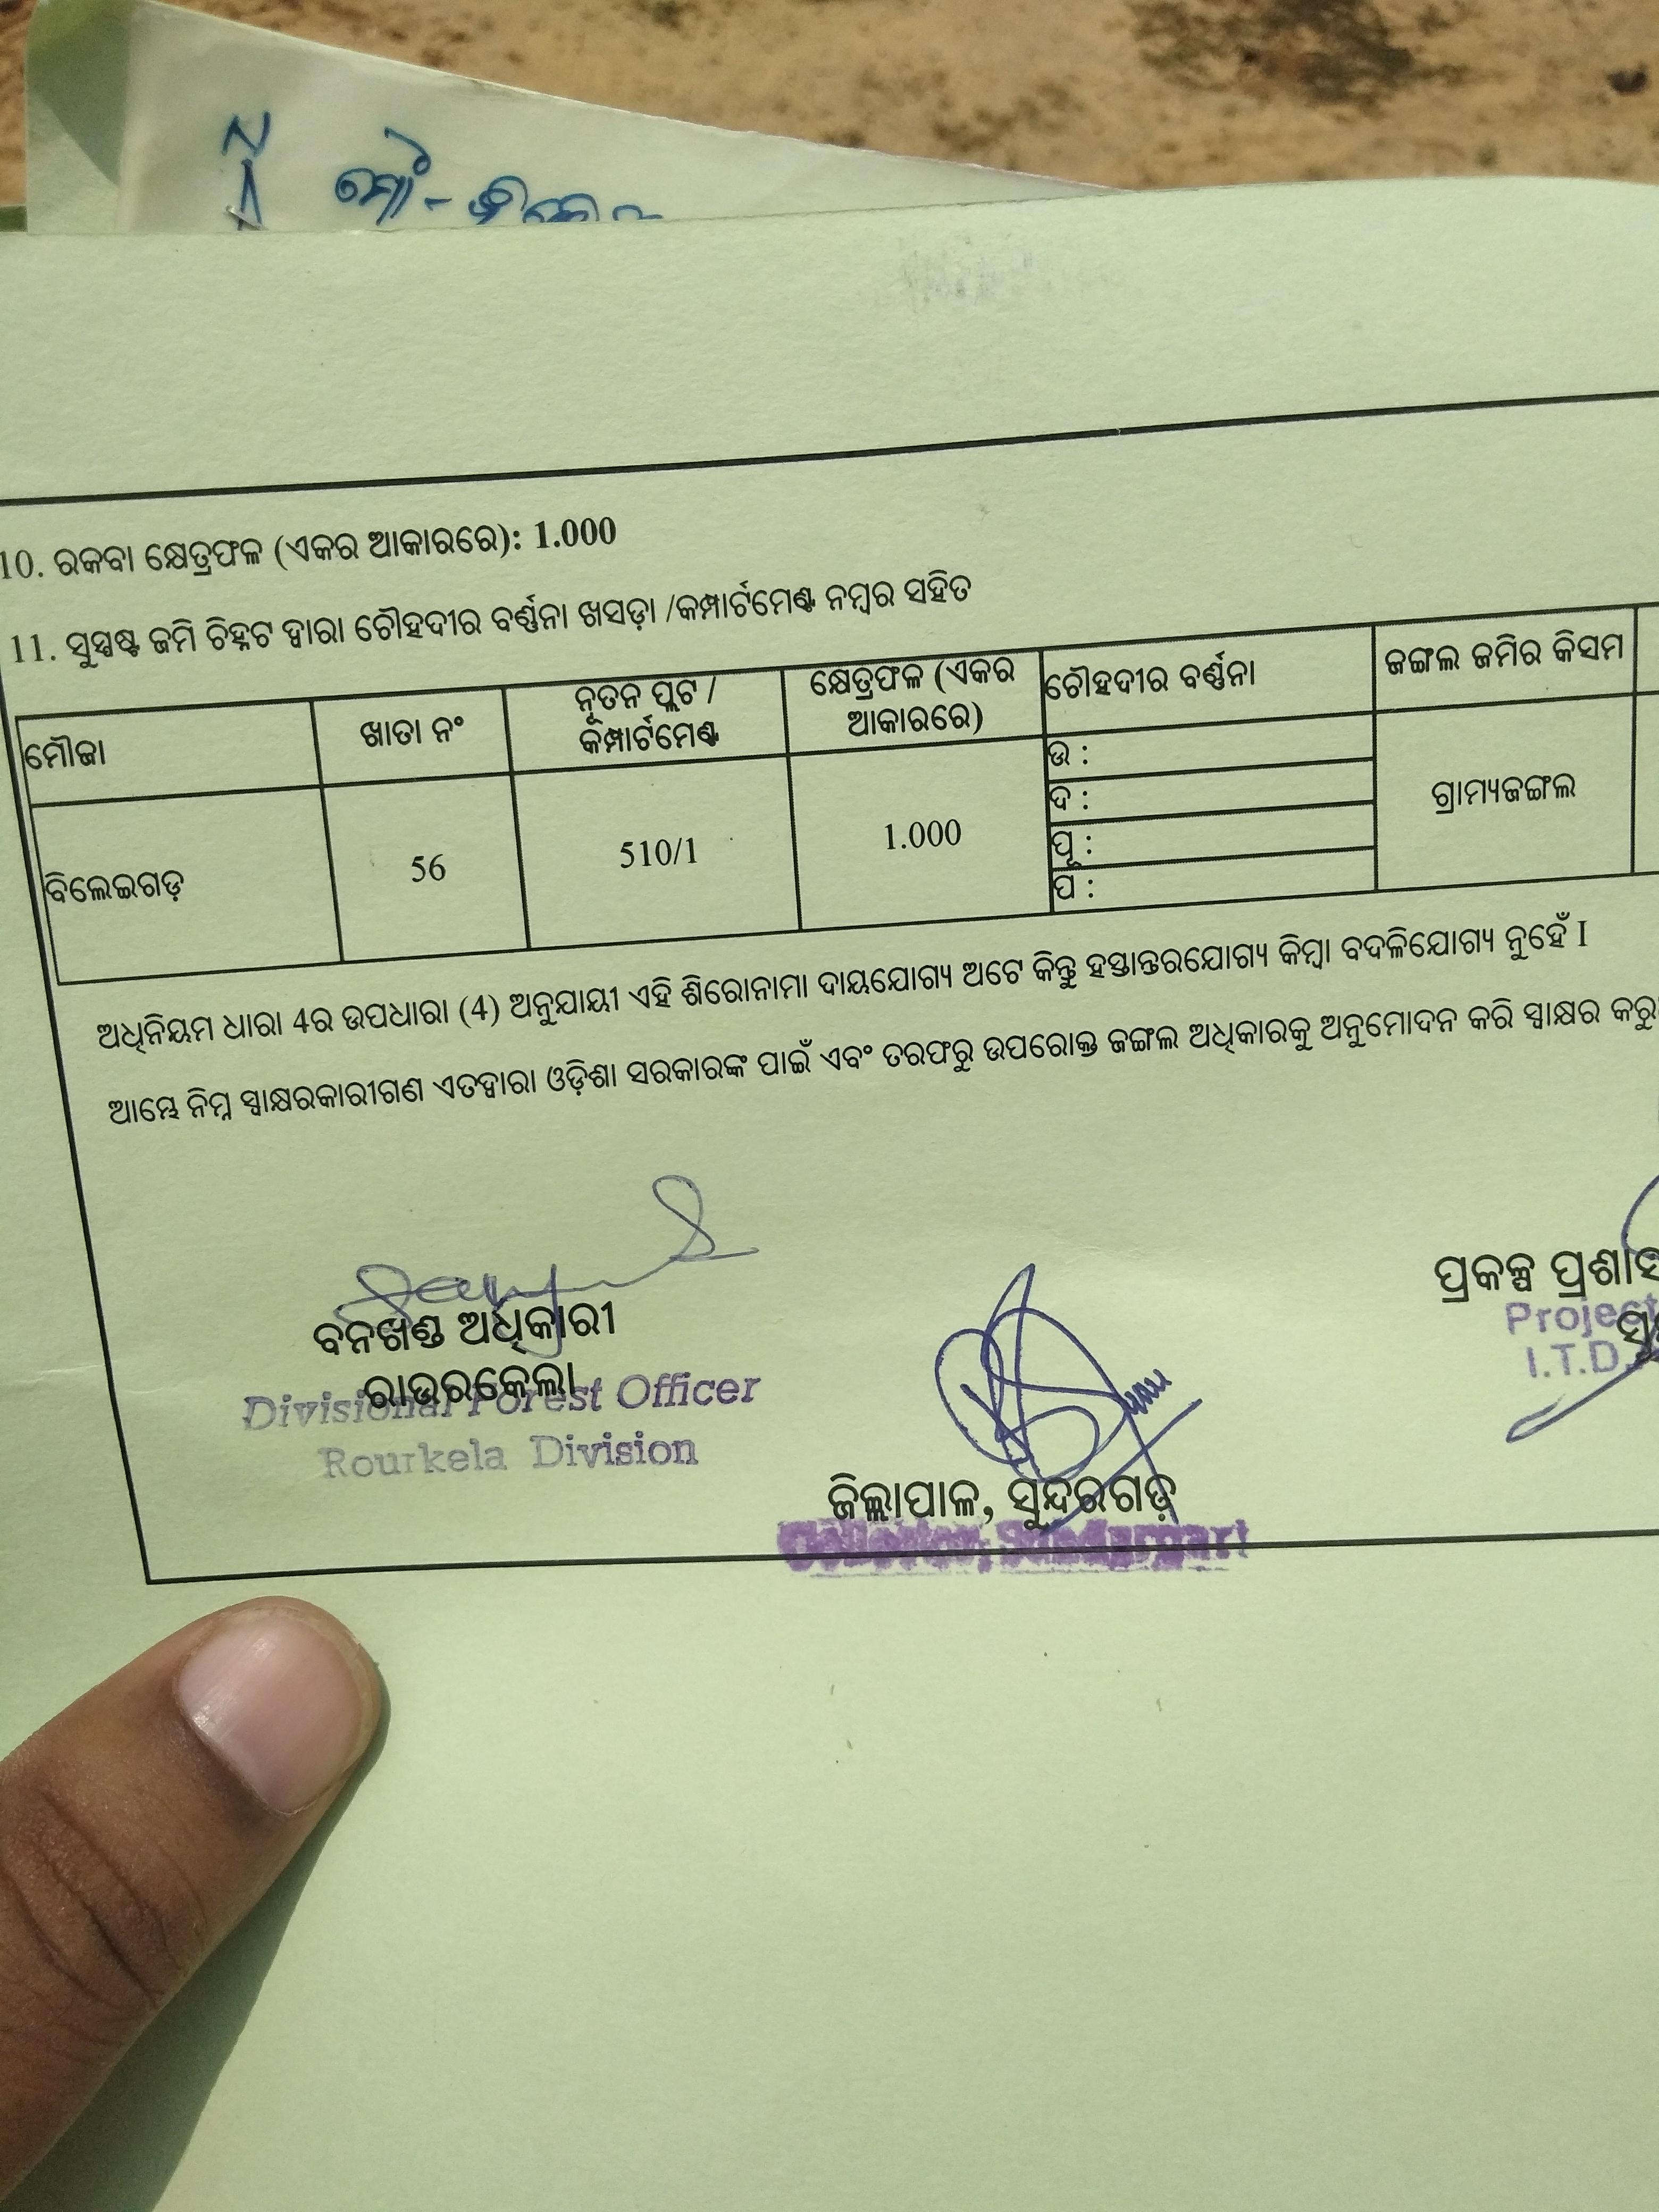 N
ମୌ-
10. ରକବା କ୍ଷେତ୍ରଫଳ (ଏକର ଆକାରରେ): 1.000
11. ସୁସ୍ପଷ୍ଟ ଜମି ଚିହ୍ନଟ ଦ୍ୱାରା ଚୌହଦୀର ବର୍ଣ୍ଣନା ଖସଡ଼ା /କମ୍ପାର୍ଟମେଣ୍ଟ ନମ୍ବର ସହିତ
ମୌଜା ଖାତା ନଂ ନୂତନ ପ୍ଲଟ / କମ୍ପାର୍ଟମେଣ୍ଟ କ୍ଷେତ୍ରଫଳ (ଏକର ଆକାରରେ) ଚୌହଦୀର ବର୍ଣ୍ଣନା ଜଙ୍ଗଲ ଜମିର କିସମ
ବିଲେଇଗଡ଼ 56 510/1 1.000 ଉ : ଦ : ପୂ : ପ : ଗ୍ରାମ୍ୟଜଙ୍ଗଲ
ଅଧିନିୟମ ଧାରା 4ର ଉପଧାରା (4) ଅନୁଯାୟୀ ଏହି ଶିରୋନାମା ଦାୟଯୋଗ୍ୟ ଅଟେ କିନ୍ତୁ ହସ୍ତାନ୍ତରଯୋଗ୍ୟ କିମ୍ବା ବଦଳିଯୋଗ୍ୟ ନୁହେଁ I
ଆମ୍ଭେ ନିମ୍ନ ସ୍ୱାକ୍ଷରକାରୀଗଣ ଏତଦ୍ୱାରା ଓଡ଼ିଶା ସରକାରଙ୍କ ପାଇଁ ଏବଂ ତରଫରୁ ଉପରୋକ୍ତ ଜଙ୍ଗଲ ଅଧିକାରକୁ ଅନୁମୋଦନ କରି ସ୍ୱାକ୍ଷର କରୁ
ବନଖଣ୍ଡ ଅଧିକାରୀ
ରାଉରକେଲା
Divisional Forest Officer
Rourkela Division
ଜିଲ୍ଲାପାଳ, ସୁନ୍ଦରଗଡ଼
Collector, Sundargarh
ପ୍ରକଳ୍ପ ପ୍ରଶାସ
Project
I.T.D.